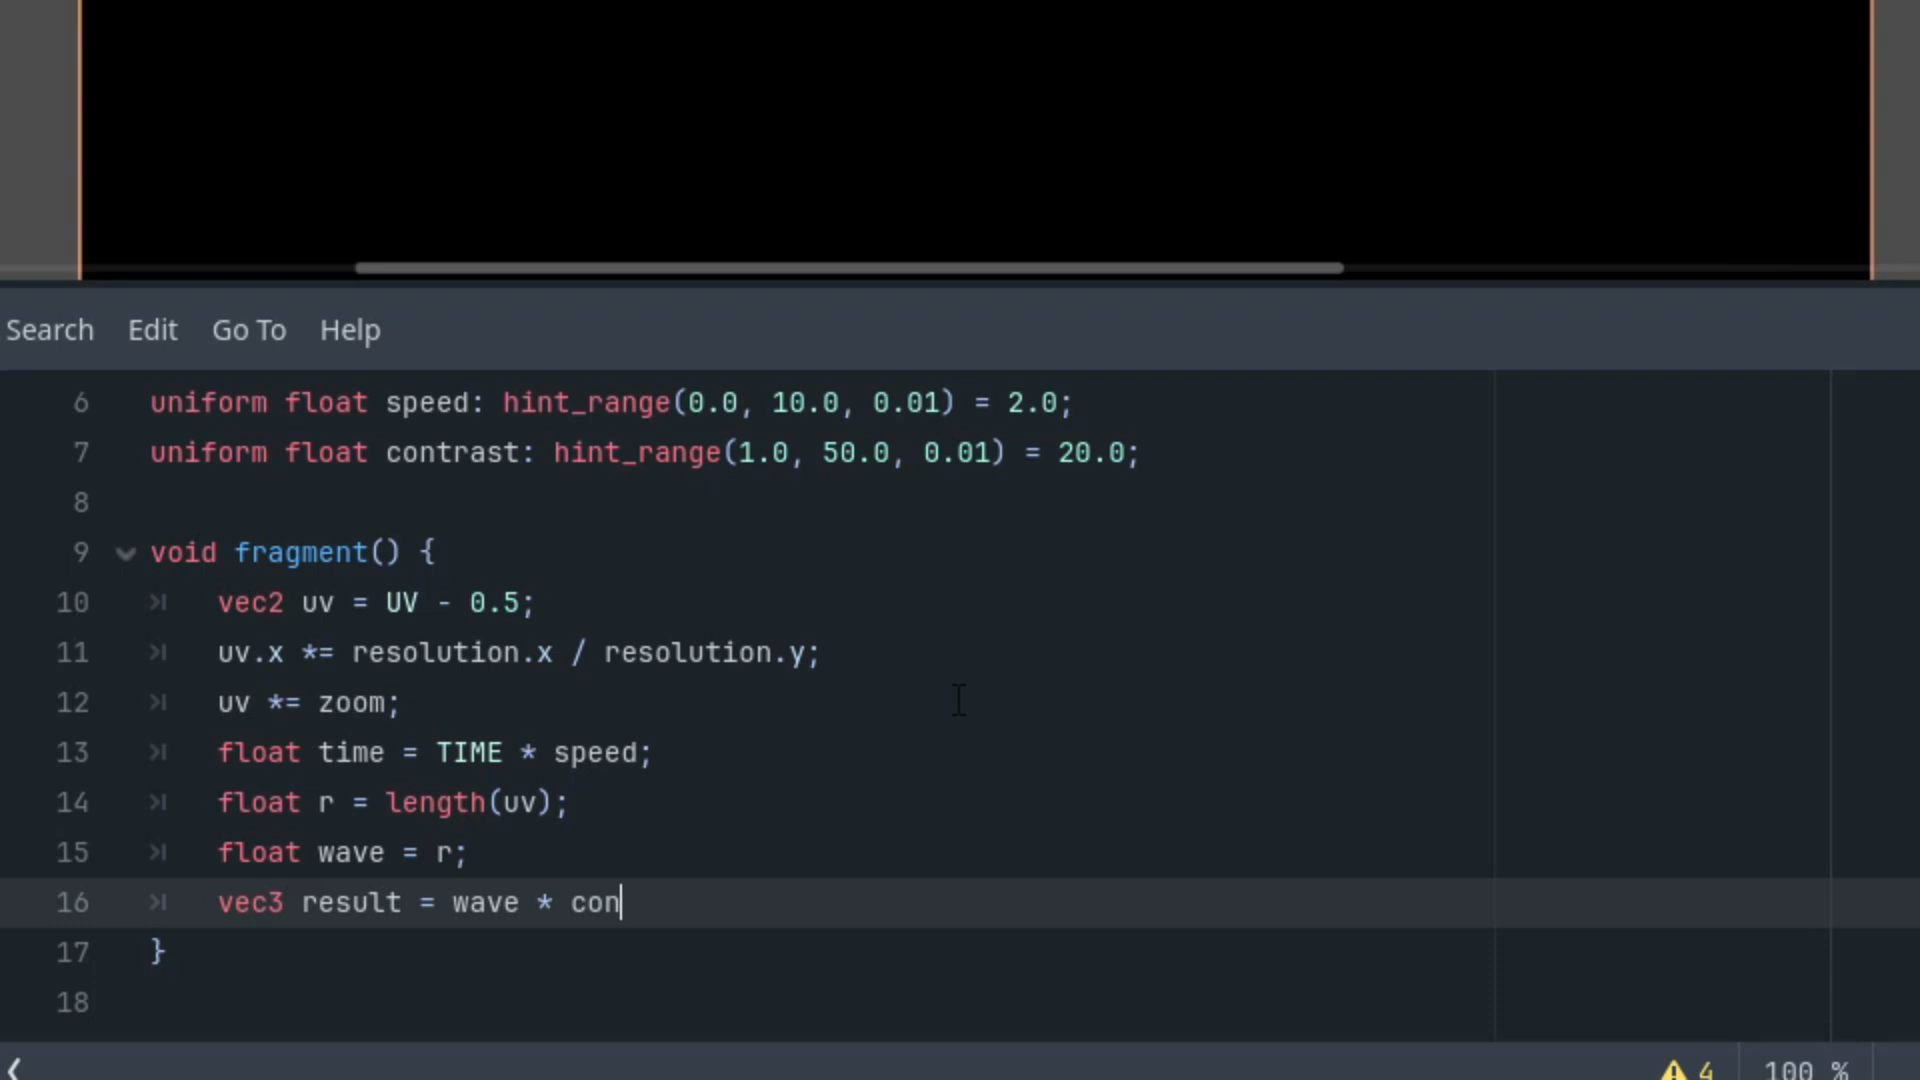 Search Edit Go To Help
6 uniform float speed: hint_range(0.0, 10.0, 0.01) = 2.0;
7 uniform float contrast: hint_range(1.0, 50.0, 0.01) = 20.0;
8
9 void fragment() {
10 vec2 uv = UV - 0.5;
11 uv.x *= resolution.x / resolution.y;
12 uv *= zoom;
13 float time = TIME * speed;
14 float r = length(uv);
15 float wave = r;
16 vec3 result = wave * con
17 }
18
4 100 %